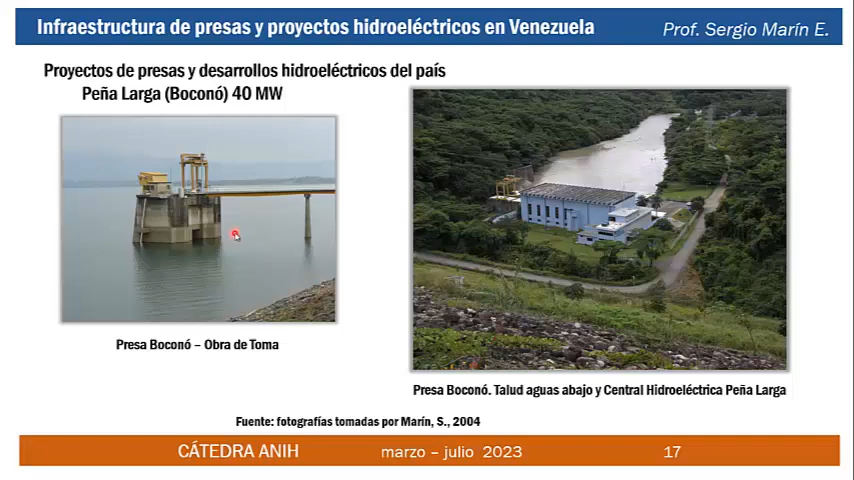 Infraestructura de presas y proyectos hidroeléctricos en Venezuela
Prof. Sergio Marín E.
Proyectos de presas y desarrollos hidroeléctricos del país
Peña Larga (Boconó) 40 MW
Presa Boconó – Obra de Toma
Presa Boconó. Talud aguas abajo y Central Hidroeléctrica Peña Larga
Fuente: fotografías tomadas por Marín, S., 2004
CÁTEDRA ANIH
marzo – julio 2023
17